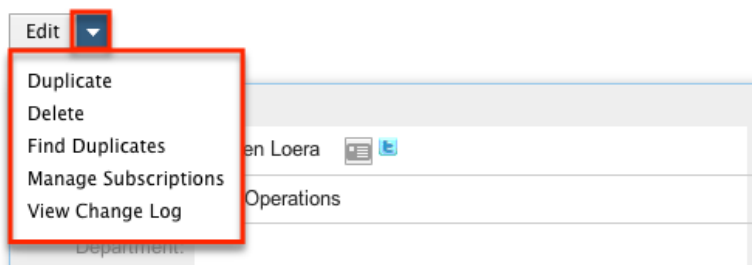 Edit
Duplicate
Delete
Find Duplicates
Manage Subscriptions
View Change Log
en Loera
Operations
Department: